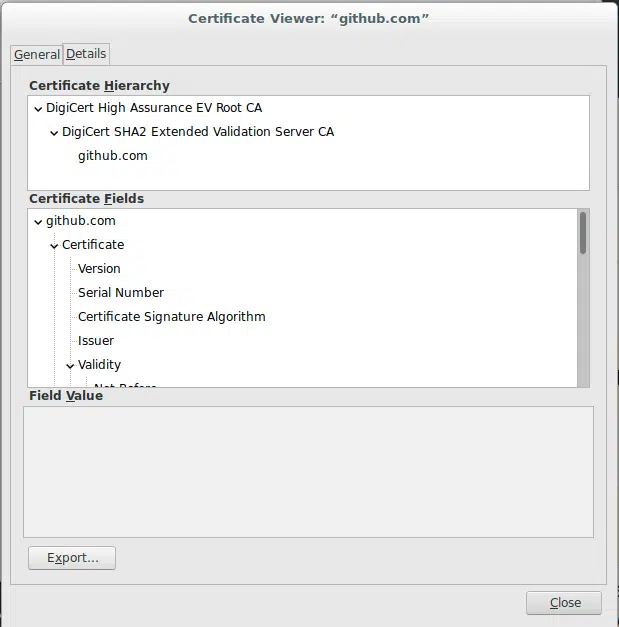 Certificate Viewer: “github.com”
General Details
Certificate Hierarchy
DigiCert High Assurance EV Root CA
DigiCert SHA2 Extended Validation Server CA
github.com
Certificate Fields
github.com
Certificate
Version
Serial Number
Certificate Signature Algorithm
Issuer
Validity
Not Before
Field Value
Export...
Close